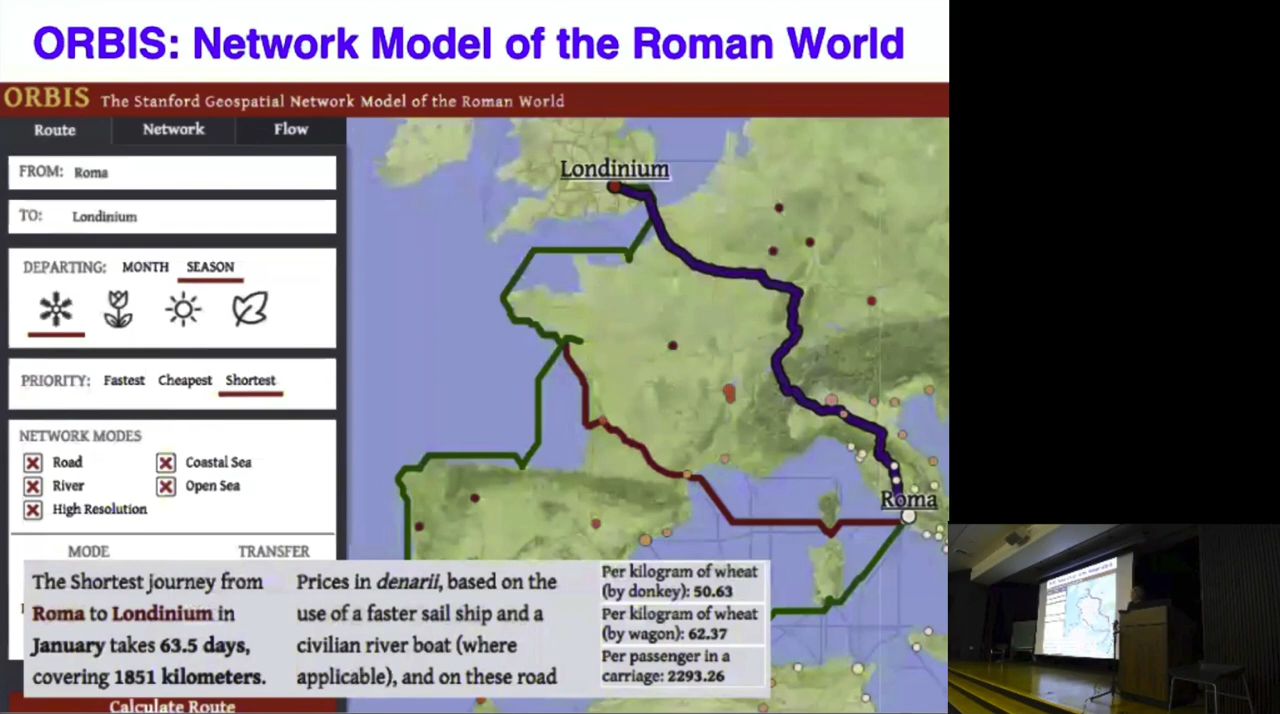 ORBIS: Network Model of the Roman World
ORBIS The Stanford Geospatial Network Model of the Roman World
Route Network Flow
FROM: Roma
TO: Londinium
DEPARTING: MONTH SEASON
PRIORITY: Fastest Cheapest Shortest
NETWORK MODES
Road Coastal Sea
River Open Sea
High Resolution
MODE TRANSFER
Londinium
Roma
The Shortest journey from
Roma to Londinium in
January takes 63.5 days,
covering 1851 kilometers.
Prices in denarii, based on the
use of a faster sail ship and a
civilian river boat (where
applicable), and on these road
Per kilogram of wheat
(by donkey): 50.63
Per kilogram of wheat
(by wagon): 62.37
Per passenger in a
carriage: 2293.26
Calculate Route